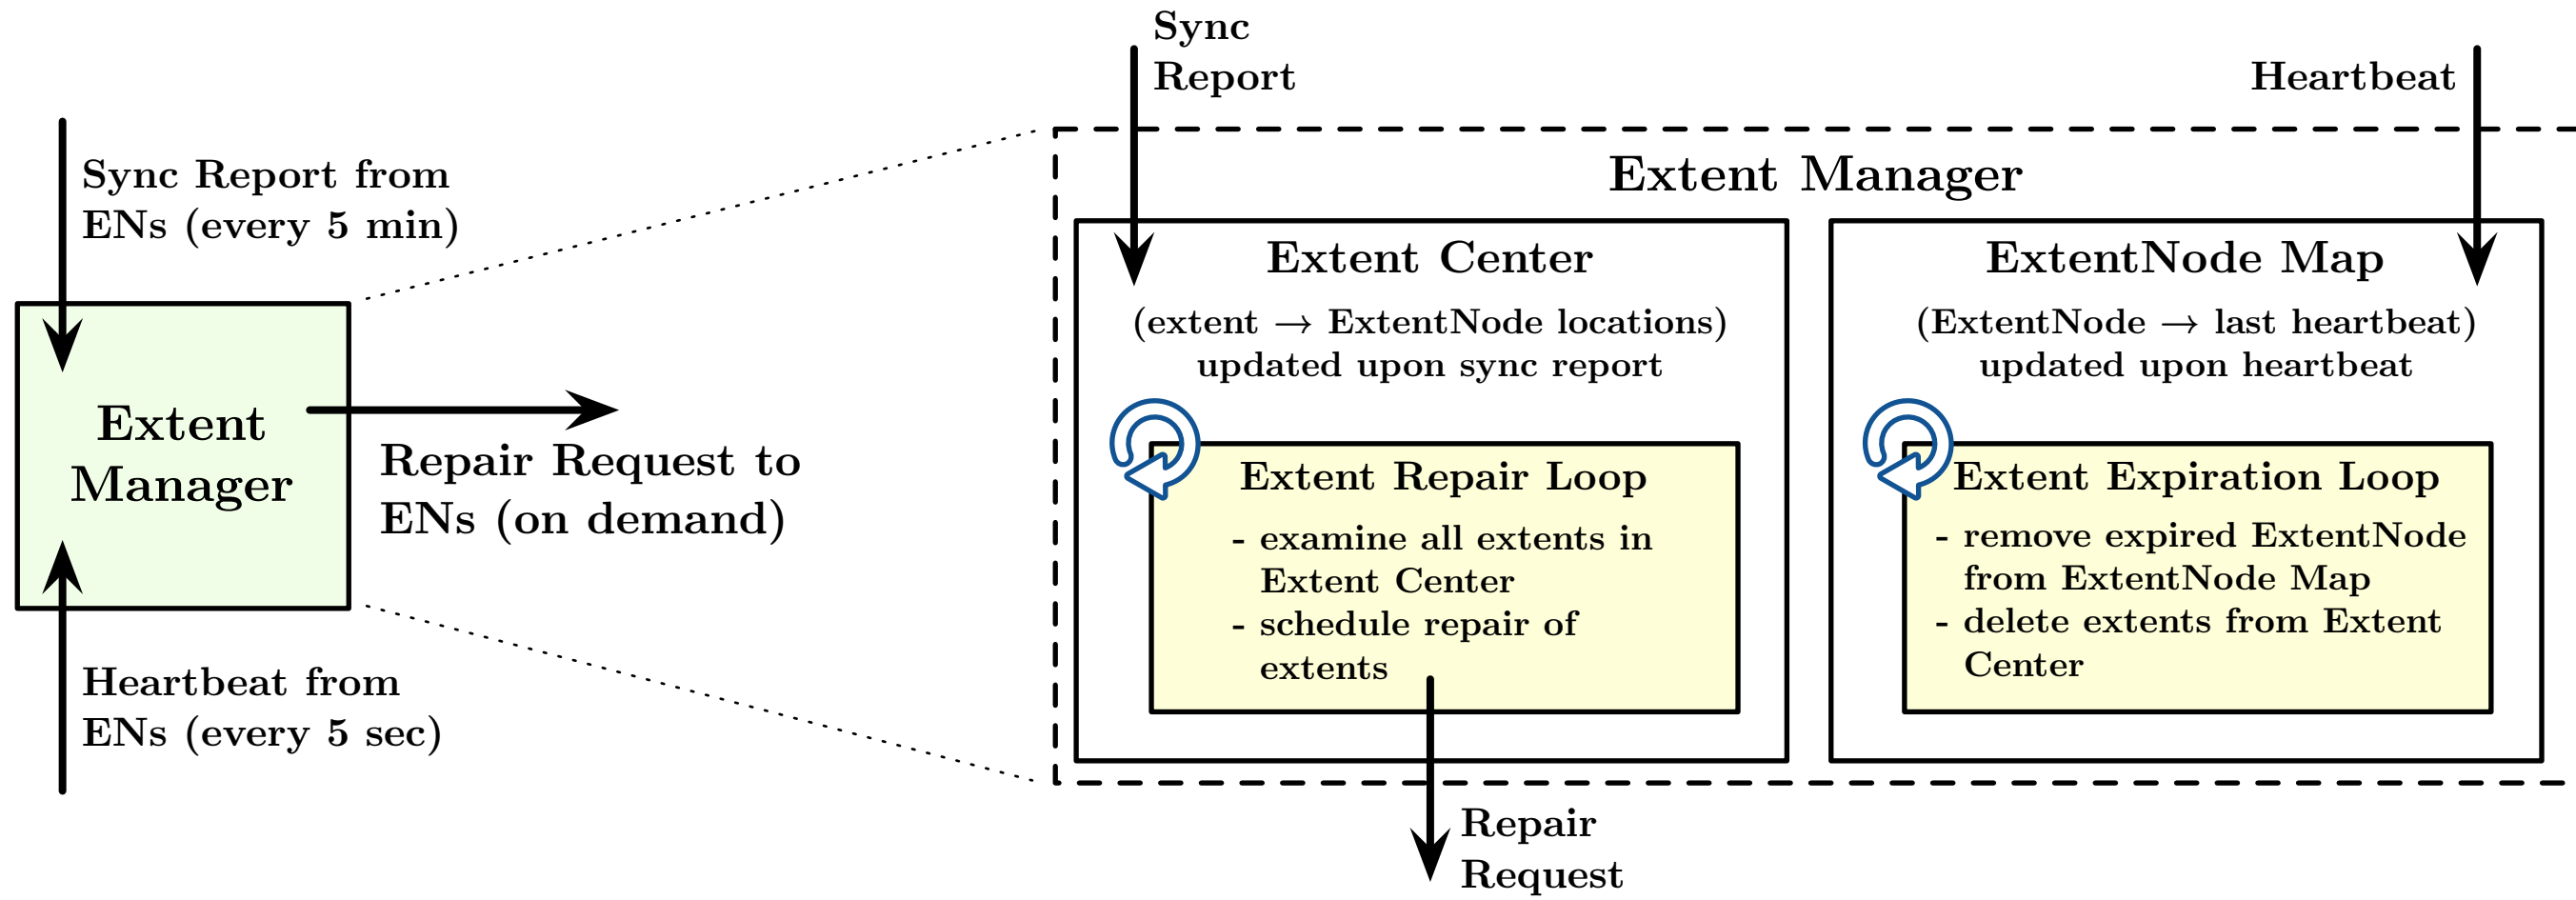 Sync Report from
ENs (every 5 min)
Extent
Manager
Repair Request to
ENs (on demand)
Heartbeat from
ENs (every 5 sec)
Sync
Report
Heartbeat
Extent Manager
Extent Center
(extent → ExtentNode locations)
updated upon sync report
Extent Repair Loop
- examine all extents in
Extent Center
- schedule repair of
extents
ExtentNode Map
(ExtentNode → last heartbeat)
updated upon heartbeat
Extent Expiration Loop
- remove expired ExtentNode
from ExtentNode Map
- delete extents from Extent
Center
Repair
Request